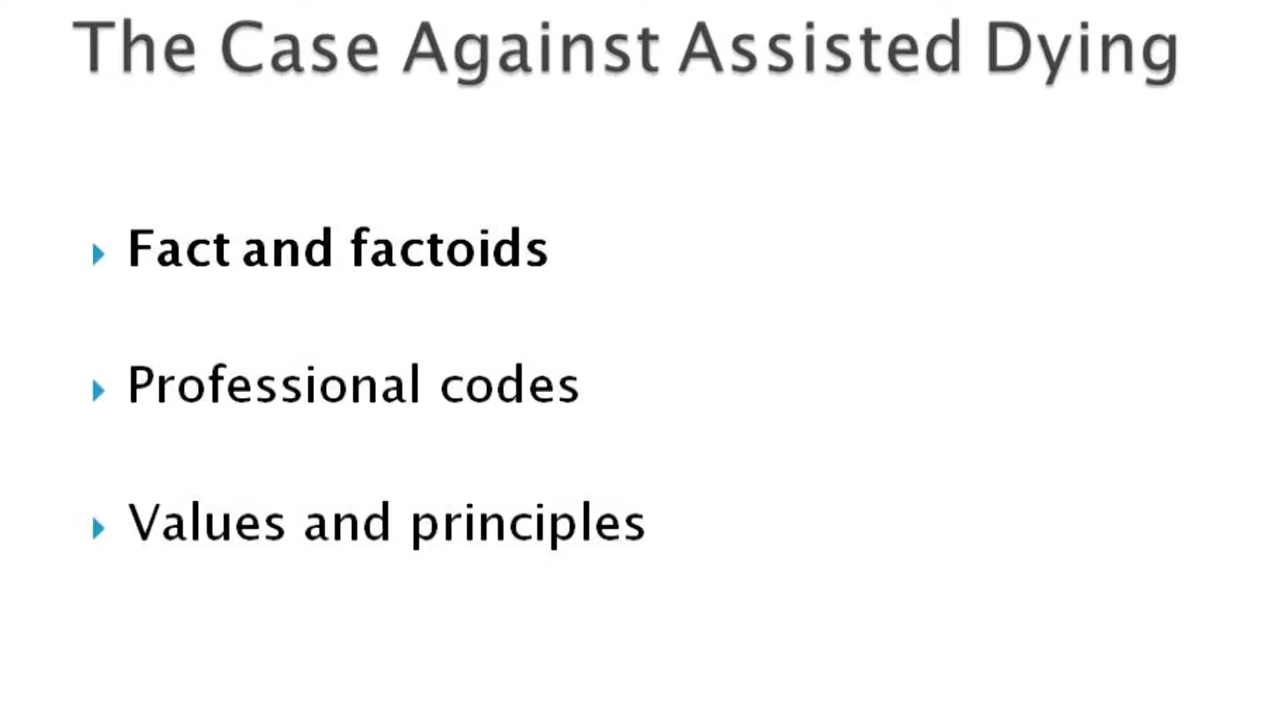 The Case Against Assisted Dying
Fact and factoids
Professional codes
Values and principles